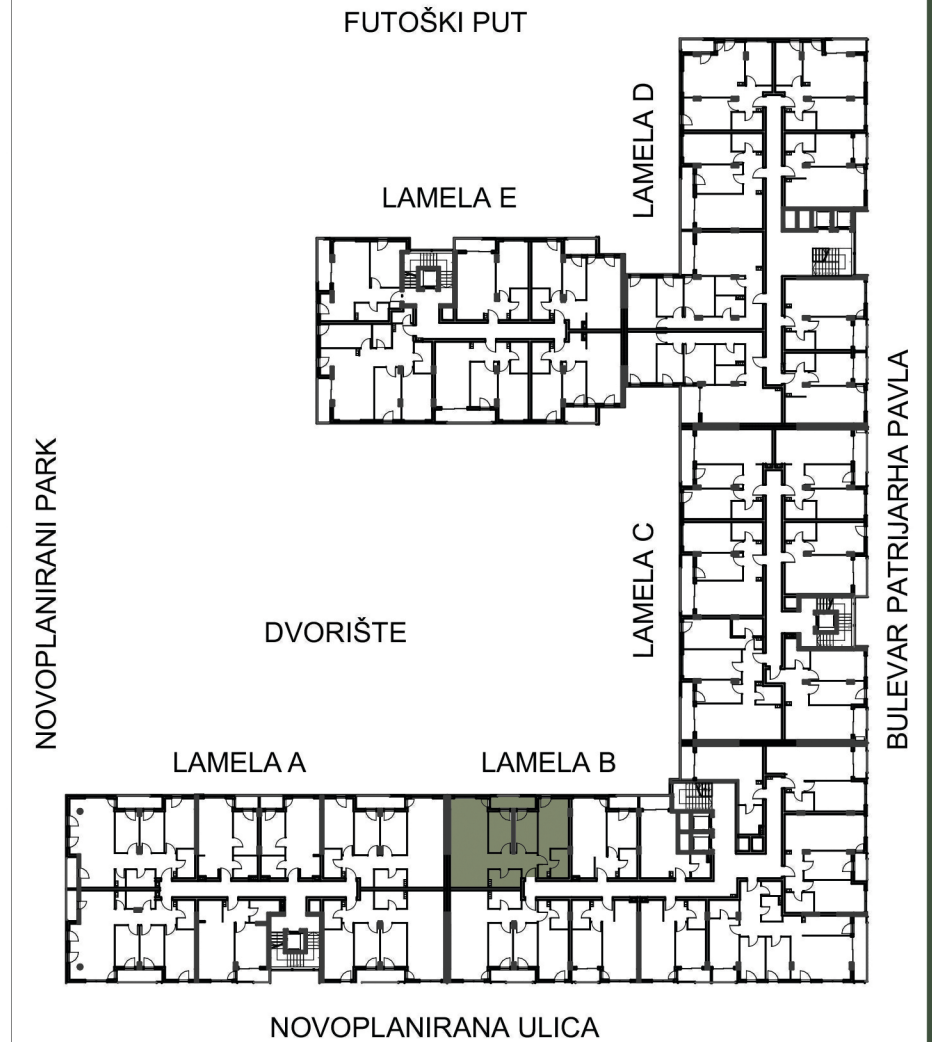 FUTOŠKI PUT
LAMELA D
LAMELA E
BULEVAR PATRIJARHA PAVLA
NOVOPLANIRANI PARK
LAMELA C
DVORIŠTE
LAMELA A
LAMELA B
NOVOPLANIRANA ULICA